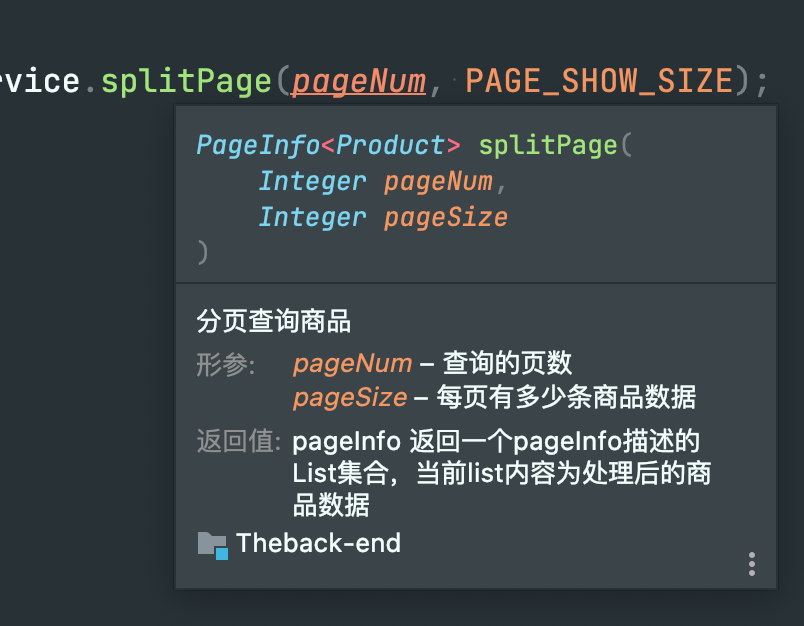 rvice.splitPage(pageNum, PAGE_SHOW_SIZE);
PageInfo<Product> splitPage(
Integer pageNum,
Integer pageSize
)
分页查询商品
形参: pageNum – 查询的页数
pageSize – 每页有多少条商品数据
返回值: pageInfo 返回一个pageInfo描述的
List集合，当前list内容为处理后的商
品数据
Theback-end